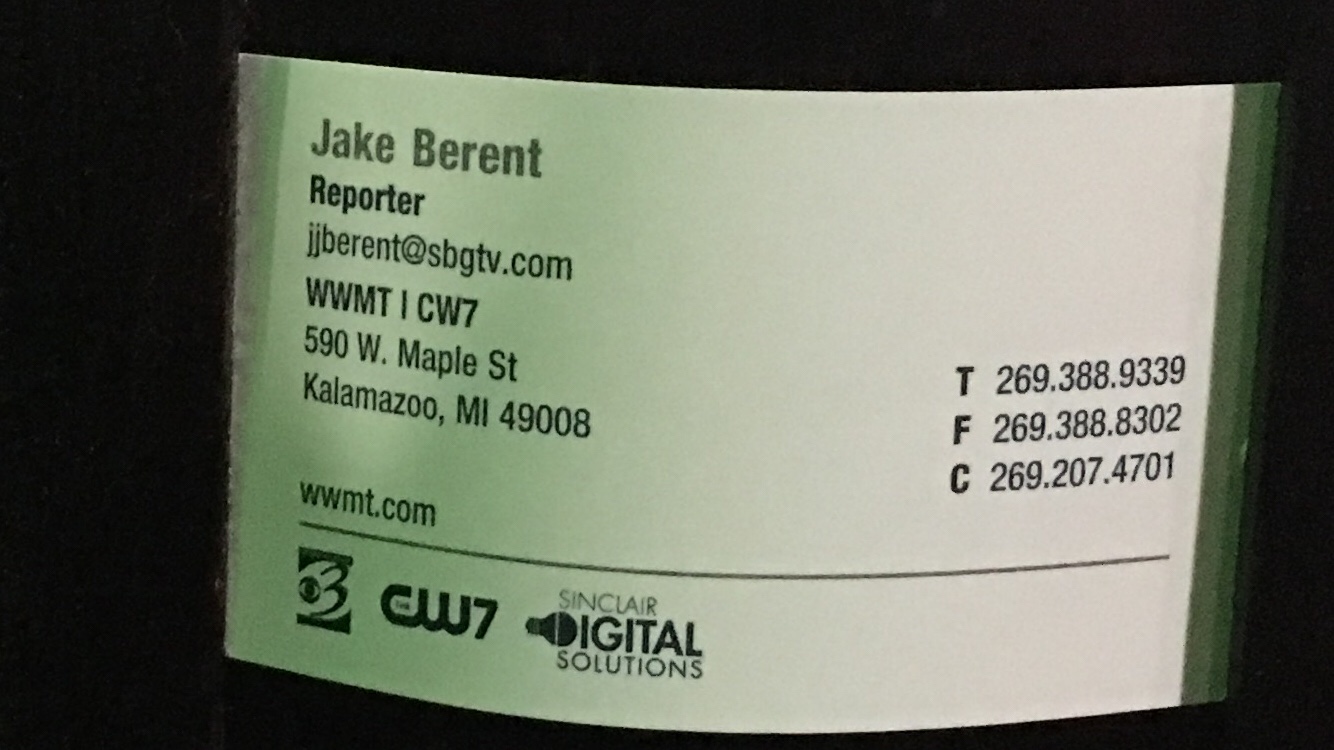 Jake Berent
Reporter
jjberent@sbgtv.com
WWMT | CW7
590 W. Maple St
Kalamazoo, MI 49008
T 269.388.9339
F 269.388.8302
C 269.207.4701
wwmt.com
3
THE CW7
SINCLAIR
DIGITAL
SOLUTIONS